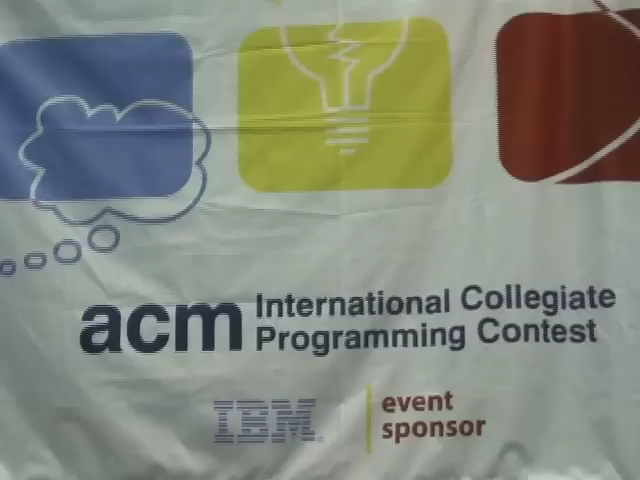 acm International Collegiate
Programming Contest
IBM event
sponsor